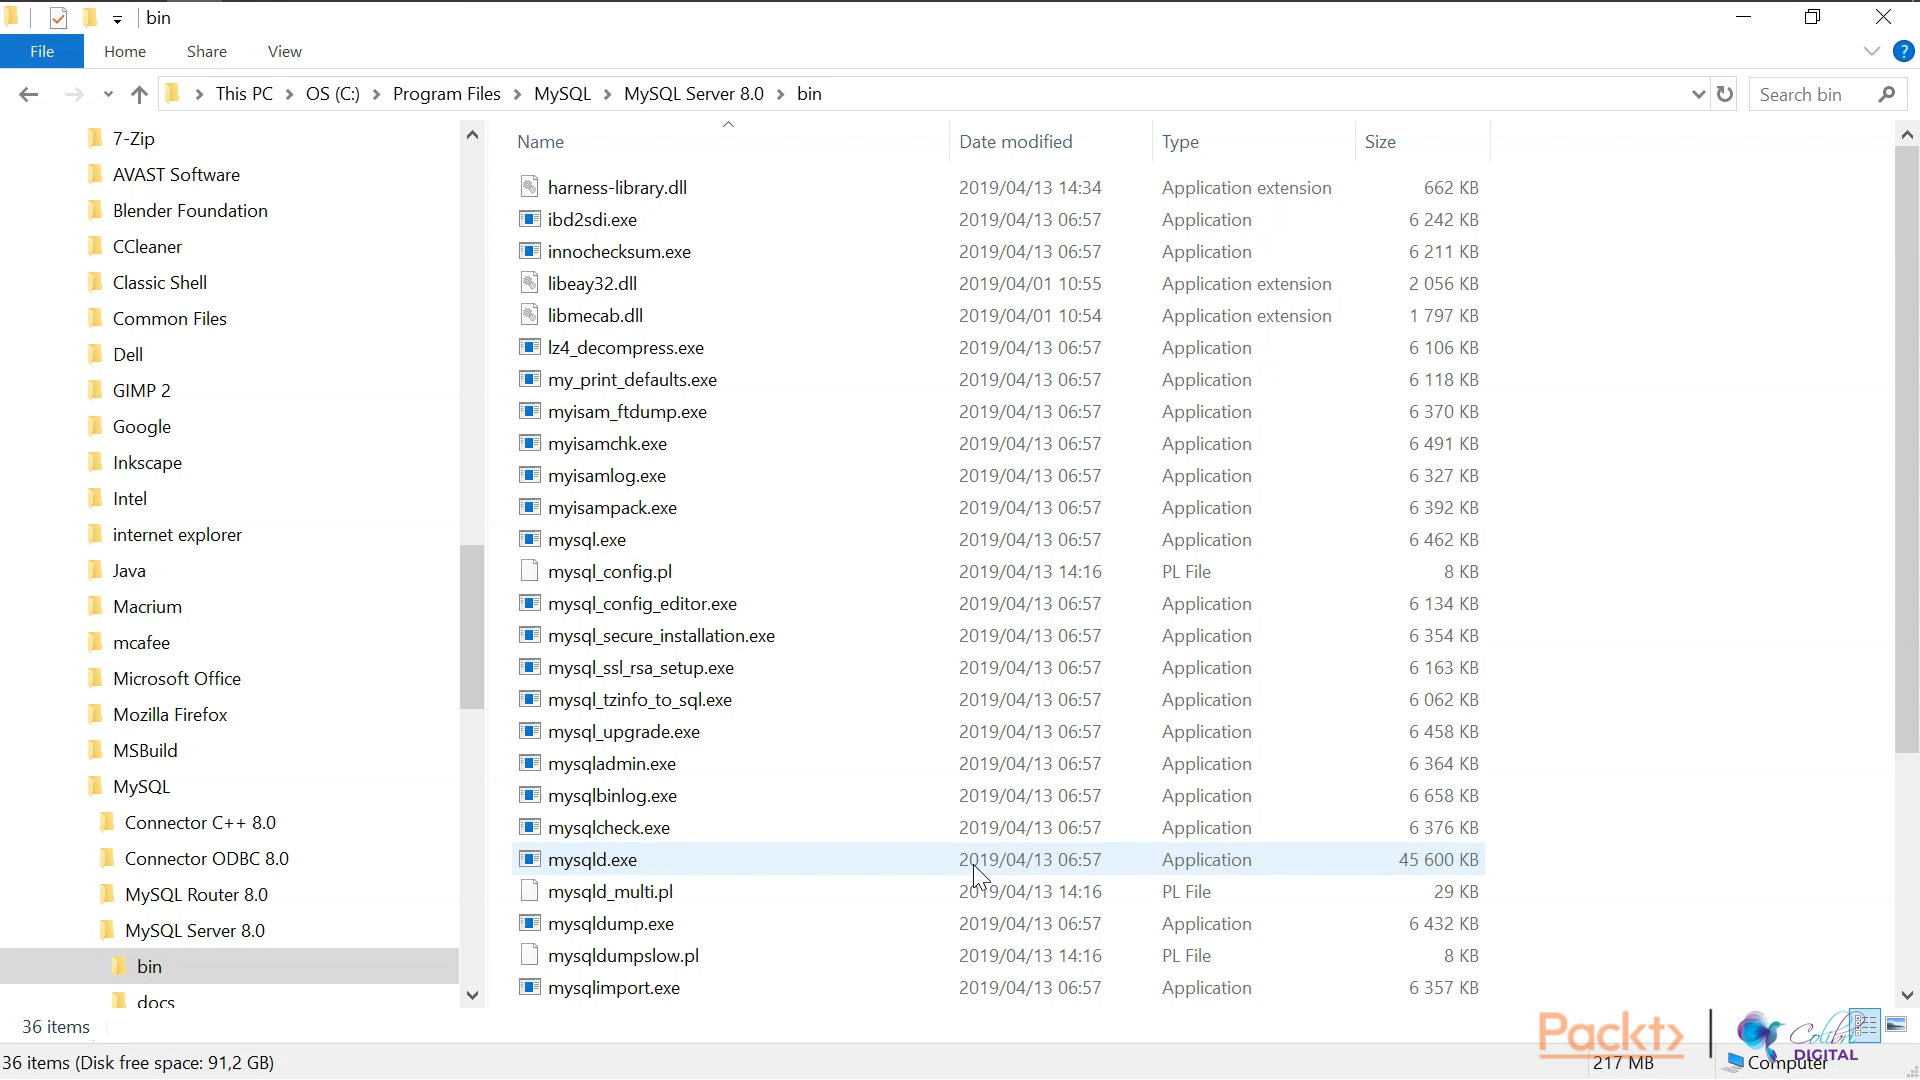 bin
File Home Share View
This PC OS (C:) Program Files MySQL MySQL Server 8.0 bin
Search bin
7-Zip
AVAST Software
Blender Foundation
CCleaner
Classic Shell
Common Files
Dell
GIMP 2
Google
Inkscape
Intel
internet explorer
Java
Macrium
mcafee
Microsoft Office
Mozilla Firefox
MSBuild
MySQL
Connector C++ 8.0
Connector ODBC 8.0
MySQL Router 8.0
MySQL Server 8.0
bin
docs
Name Date modified Type Size
harness-library.dll 2019/04/13 14:34 Application extension 662 KB
ibd2sdi.exe 2019/04/13 06:57 Application 6 242 KB
innochecksum.exe 2019/04/13 06:57 Application 6 211 KB
libeay32.dll 2019/04/01 10:55 Application extension 2 056 KB
libmecab.dll 2019/04/01 10:54 Application extension 1 797 KB
lz4_decompress.exe 2019/04/13 06:57 Application 6 106 KB
my_print_defaults.exe 2019/04/13 06:57 Application 6 118 KB
myisam_ftdump.exe 2019/04/13 06:57 Application 6 370 KB
myisamchk.exe 2019/04/13 06:57 Application 6 491 KB
myisamlog.exe 2019/04/13 06:57 Application 6 327 KB
myisampack.exe 2019/04/13 06:57 Application 6 392 KB
mysql.exe 2019/04/13 06:57 Application 6 462 KB
mysql_config.pl 2019/04/13 14:16 PL File 8 KB
mysql_config_editor.exe 2019/04/13 06:57 Application 6 134 KB
mysql_secure_installation.exe 2019/04/13 06:57 Application 6 354 KB
mysql_ssl_rsa_setup.exe 2019/04/13 06:57 Application 6 163 KB
mysql_tzinfo_to_sql.exe 2019/04/13 06:57 Application 6 062 KB
mysql_upgrade.exe 2019/04/13 06:57 Application 6 458 KB
mysqladmin.exe 2019/04/13 06:57 Application 6 364 KB
mysqlbinlog.exe 2019/04/13 06:57 Application 6 658 KB
mysqlcheck.exe 2019/04/13 06:57 Application 6 376 KB
mysqld.exe 2019/04/13 06:57 Application 45 600 KB
mysqld_multi.pl 2019/04/13 14:16 PL File 29 KB
mysqldump.exe 2019/04/13 06:57 Application 6 432 KB
mysqldumpslow.pl 2019/04/13 14:16 PL File 8 KB
mysqlimport.exe 2019/04/13 06:57 Application 6 357 KB
36 items
Packt
Colibri
DIGITAL
36 items (Disk free space: 91,2 GB) 217 MB Computer